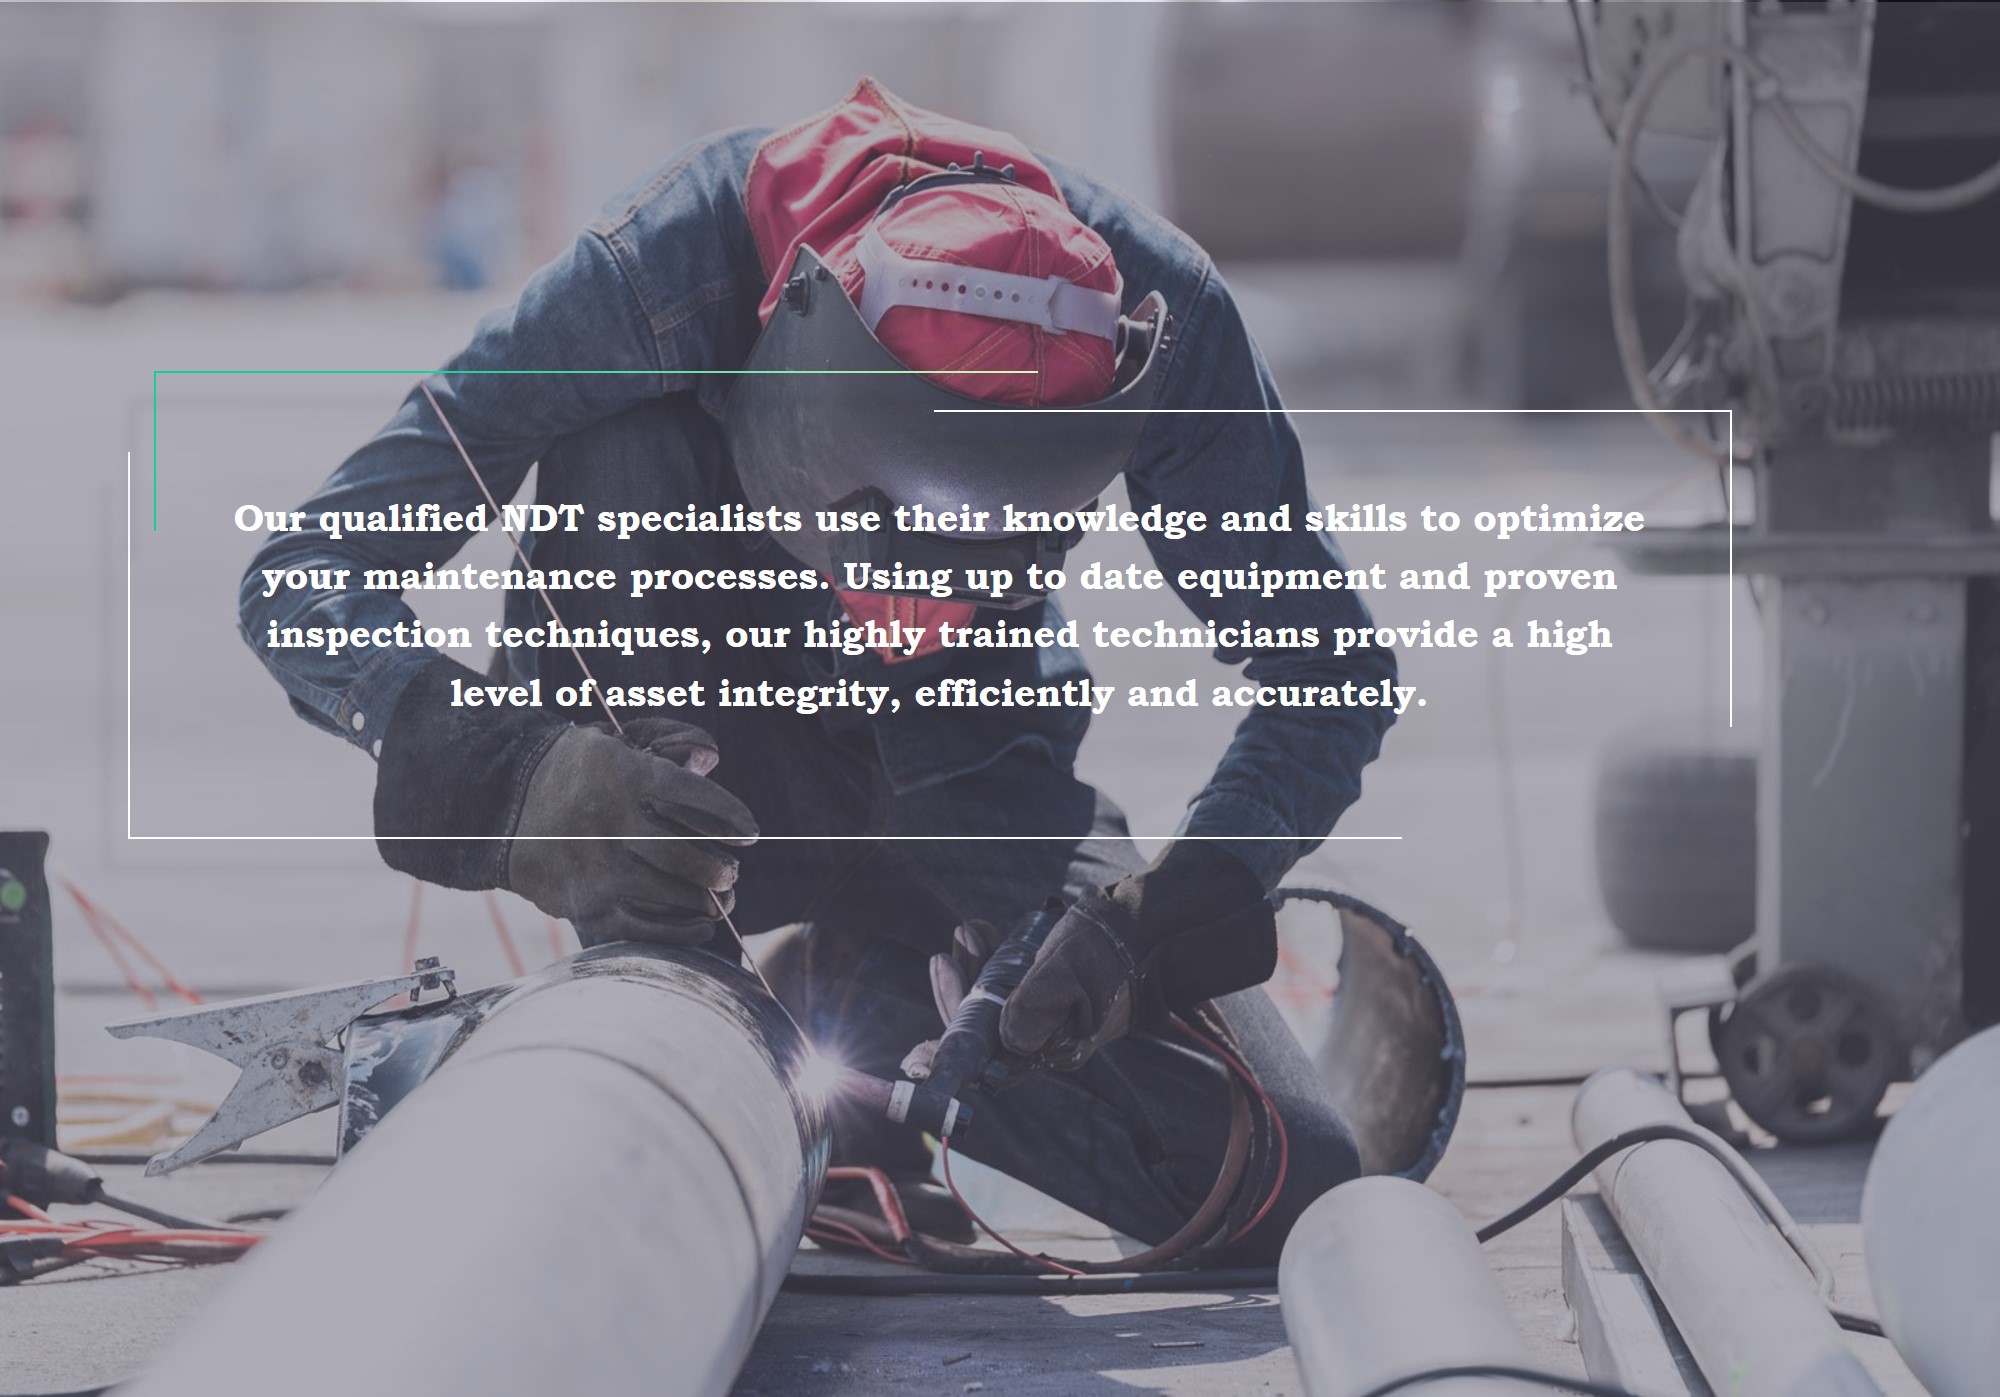 Our qualified NDT specialists use their knowledge and skills to optimize
your maintenance processes. Using up to date equipment and proven
inspection techniques, our highly trained technicians provide a high
level of asset integrity, efficiently and accurately.